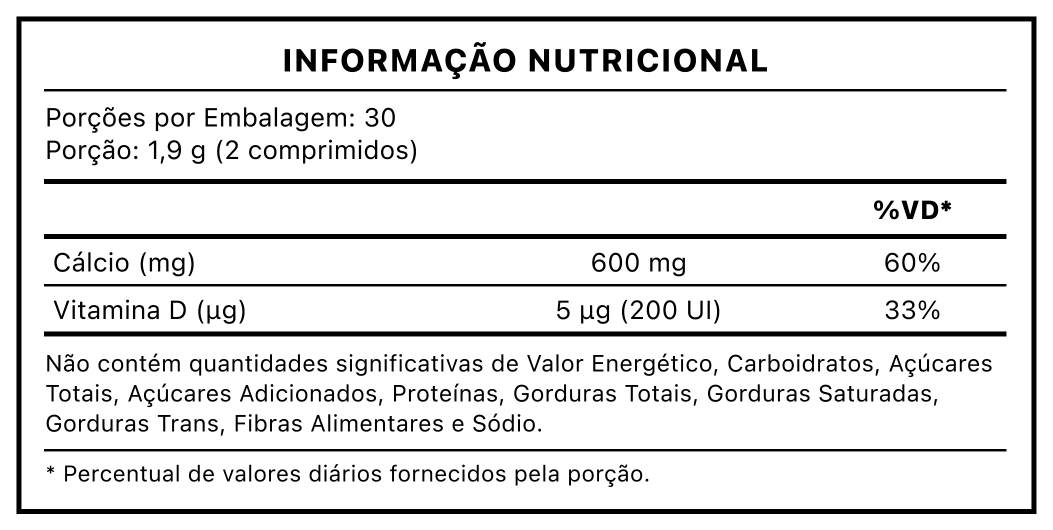 INFORMAÇÃO NUTRICIONAL
Porções por Embalagem: 30
Porção: 1,9 g (2 comprimidos)
%VD*
Cálcio (mg) 600 mg 60%
Vitamina D (µg) 5 µg (200 UI) 33%
Não contém quantidades significativas de Valor Energético, Carboidratos, Açúcares
Totais, Açúcares Adicionados, Proteínas, Gorduras Totais, Gorduras Saturadas,
Gorduras Trans, Fibras Alimentares e Sódio.
* Percentual de valores diários fornecidos pela porção.